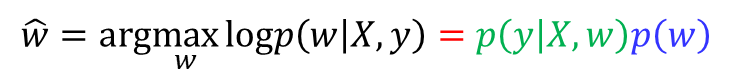 ŵ = argmax log p(w|X, y) = p(y|X, w)p(w)
w